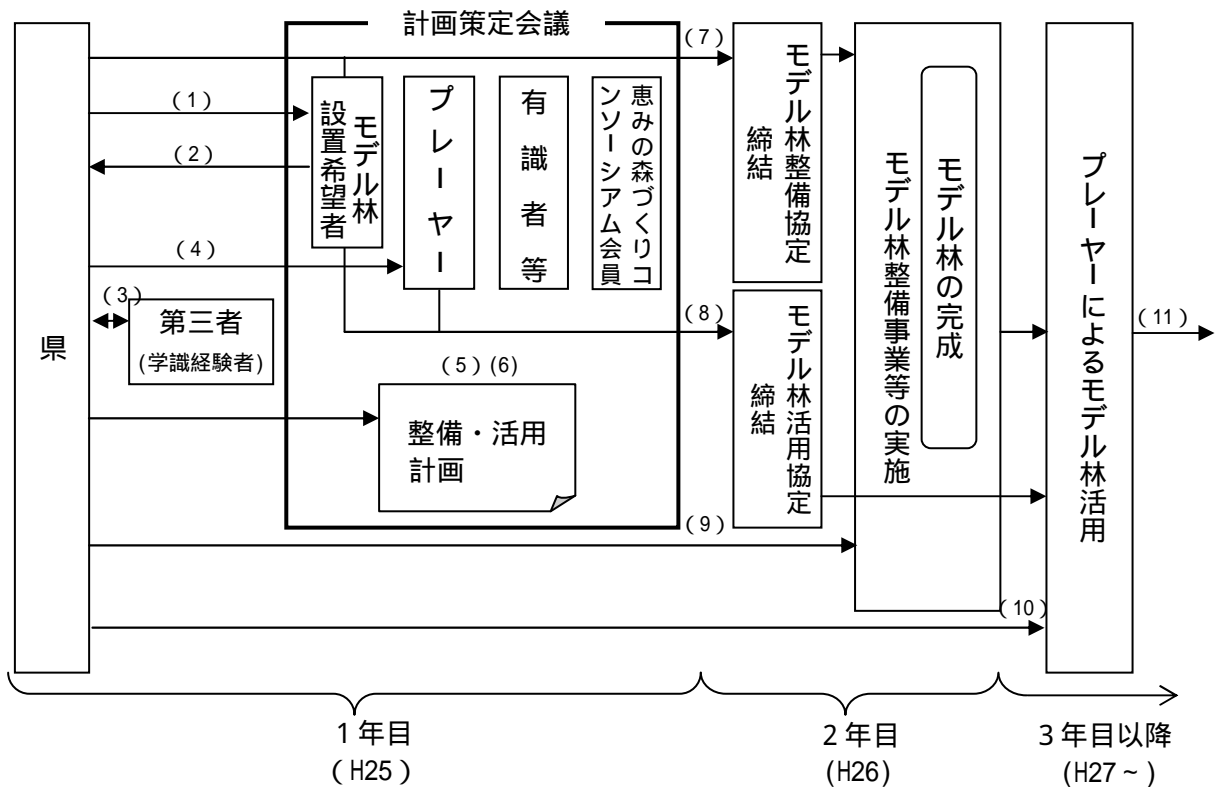 計画策定会議
県
(1)
(2)
(4)
(3)
第三者
(学識経験者)
モデル林
設置希望者
プレーヤー
有識者等
恵みの森づくりコ
ンソーシアム会員
(5)(6)
整備・活用
計画
(7)
(8)
(9)
(10)
(11)
モデル林整備協定
締結
モデル林活用協定
締結
モデル林整備事業等の実施
モデル林の完成
プレーヤーによるモデル林活用
1年目
(H25)
2年目
(H26)
3年目以降
(H27~)